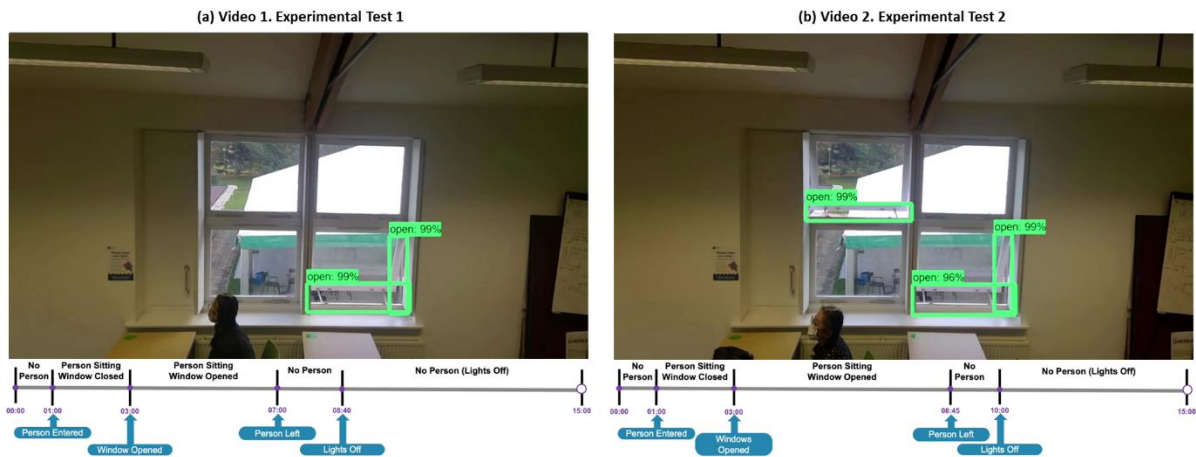 (a) Video 1. Experimental Test 1
open: 99%
open: 99%
No
Person
Person Sitting
Window Closed
Person Sitting
Window Opened
No Person
No Person (Lights Off)
00:00
01:00
03:00
07:00
08:40
15:00
Person Entered
Window Opened
Person Left
Lights Off
(b) Video 2. Experimental Test 2
open: 99%
open: 99%
open: 96%
No
Person
Person Sitting
Window Closed
Person Sitting
Window Opened
No
Person
No Person (Lights Off)
00:00
01:00
03:00
08:45
10:00
15:00
Person Entered
Windows
Opened
Person Left
Lights Off